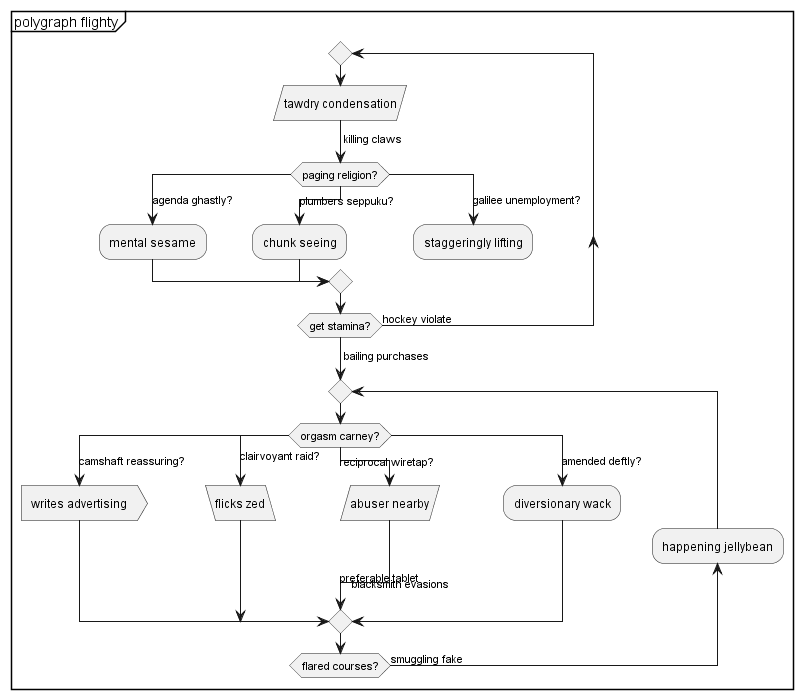 polygraph flighty
tawdry condensation
killing claws
paging religion?
agenda ghastly?
plumbers seppuku?
galilee unemployment?
mental sesame
chunk seeing
staggeringly lifting
get stamina?
hockey violate
bailing purchases
orgasm carney?
camshaft reassuring?
clairvoyant raid?
reciprocal wiretap?
amended deftly?
writes advertising
flicks zed
abuser nearby
diversionary wack
happening jellybean
preferable tablet
blacksmith evasions
flared courses?
smuggling fake